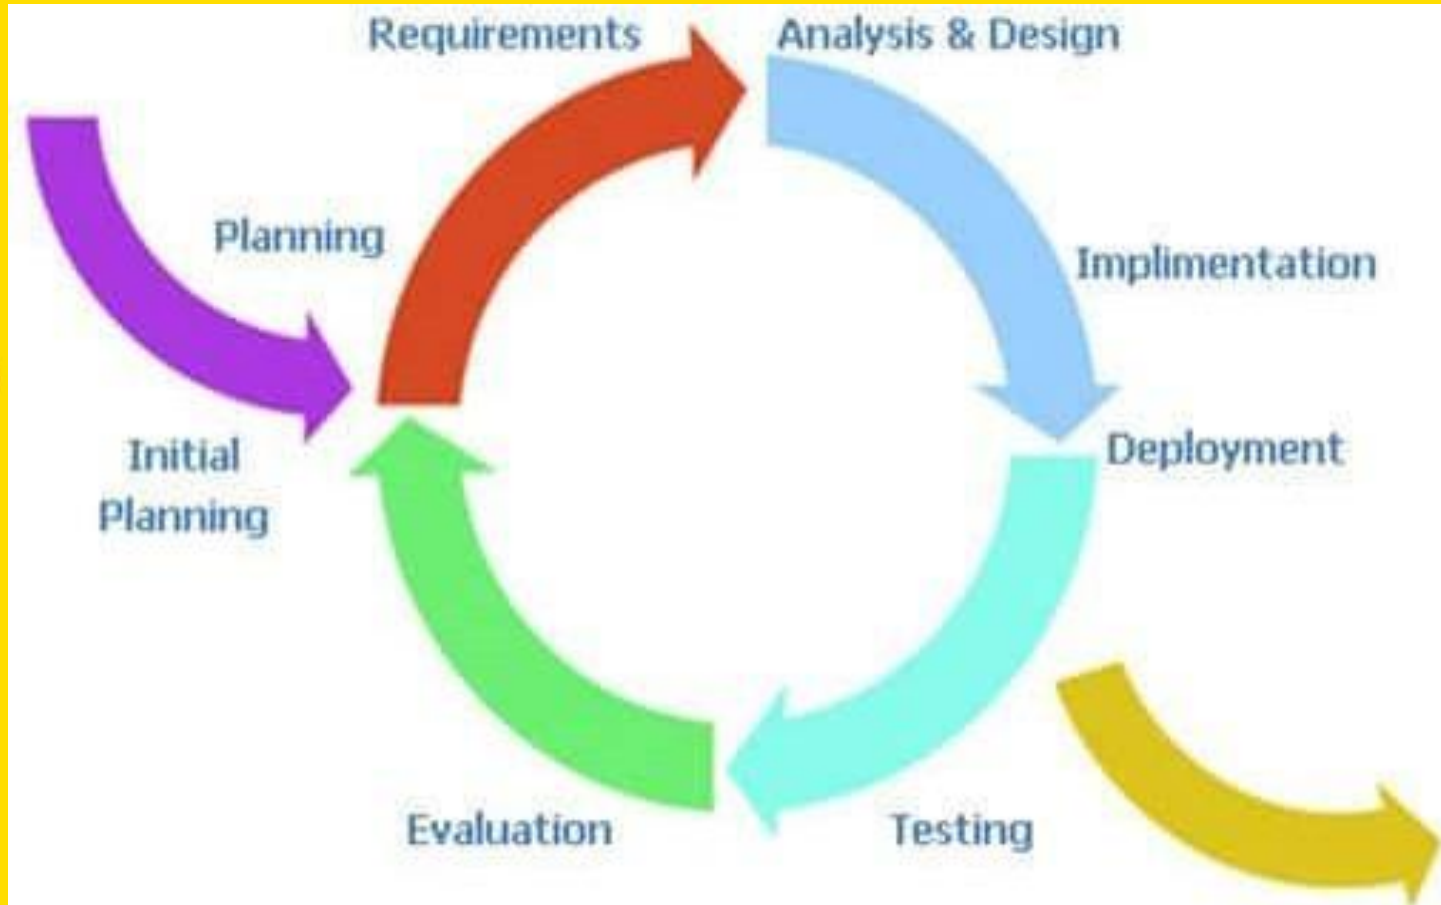 Requirements
Analysis & Design
Planning
Implimentation
Initial
Planning
Deployment
Evaluation
Testing